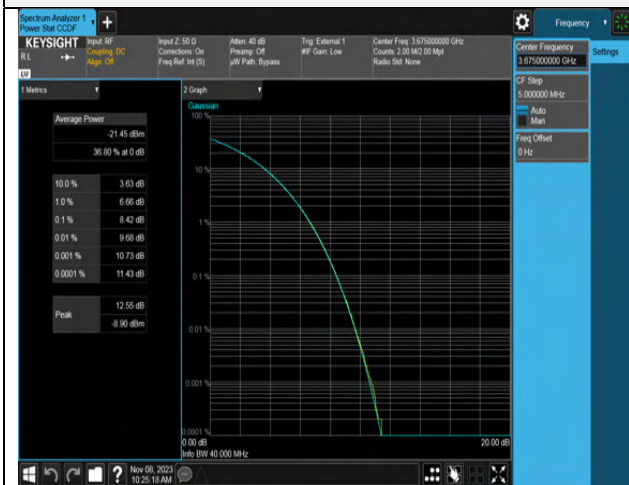 Spectrum Analyzer 1
Power Stat CCDF
Frequency
KEYSIGHT
RL
Input: RF
Coupling: DC
Align: Off
Input Z: 50 Ω
Corrections: On
Freq Ref: Int (S)
Atten: 40 dB
Preamp: Off
µW Path: Bypass
Trig: External 1
#IF Gain: Low
Center Freq: 3.675000000 GHz
Counts: 2.00 M/2.00 Mpt
Radio Std: None
Center Frequency
3.675000000 GHz
Settings
CF Step
5.000000 MHz
Auto
Man
Freq Offset
0 Hz
1 Metrics
Average Power
-21.45 dBm
36.80 % at 0 dB
10.0 % 3.63 dB
1.0 % 6.66 dB
0.1 % 8.42 dB
0.01 % 9.68 dB
0.001 % 10.73 dB
0.0001 % 11.43 dB
Peak
12.55 dB
-8.90 dBm
2 Graph
Gaussian
100 %
10 %
1 %
0.1 %
0.01 %
0.001 %
0.0001 %
0.00 dB
20.00 dB
Info BW 40.000 MHz
Nov 08, 2023
10:25:18 AM